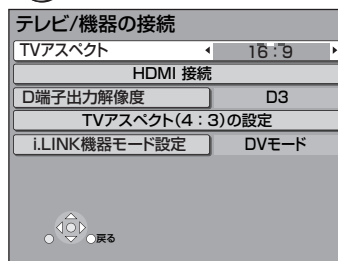 テレビ/機器の接続
TVアスペクト 16:9
HDMI 接続
D端子出力解像度 D3
TVアスペクト(4:3)の設定
i.LINK機器モード設定 DVモード
戻る